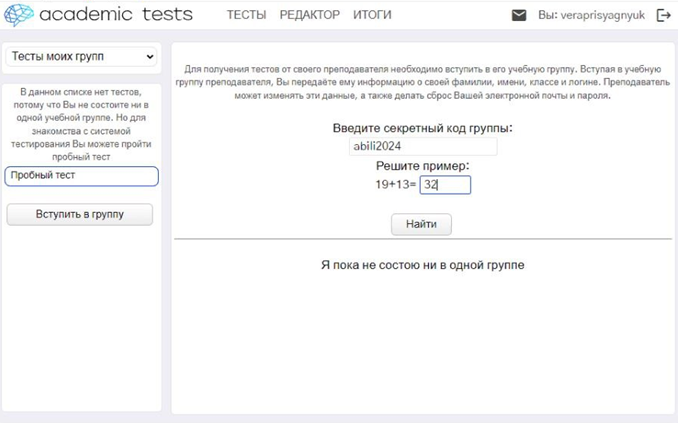 academic tests
ТЕСТЫ РЕДАКТОР ИТОГИ
Вы: veraprisyagnyuk
Тесты моих групп
В данном списке нет тестов,
потому что Вы не состоите ни в
одной учебной группе. Но для
знакомства с системой
тестирования Вы можете пройти
пробный тест
Пробный тест
Вступить в группу
Для получения тестов от своего преподавателя необходимо вступить в его учебную группу. Вступая в учебную
группу преподавателя, Вы передаёте ему информацию о своей фамилии, имени, классе и логине. Преподаватель
может изменять эти данные, а также делать сброс Вашей электронной почты и пароля.
Введите секретный код группы:
abili2024
Решите пример:
19+13= 32
Найти
Я пока не состою ни в одной группе